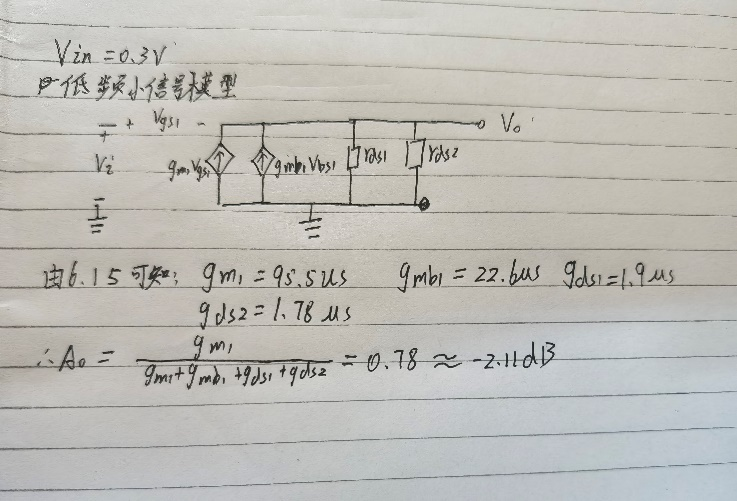 Vin = 0.3V
低频小信号模型
+ Vgs1 -
Vo
gm1Vgs1 gmb1Vbs1 rds1 rds2
Vi
由6.15可知: gm1 = 95.5us gmb1 = 22.6us gds1 = 1.9us
gds2 = 1.78us
∴A0 = gm1 / gm1+gmb1+gds1+gds2 = 0.78 ≈ -2.11dB